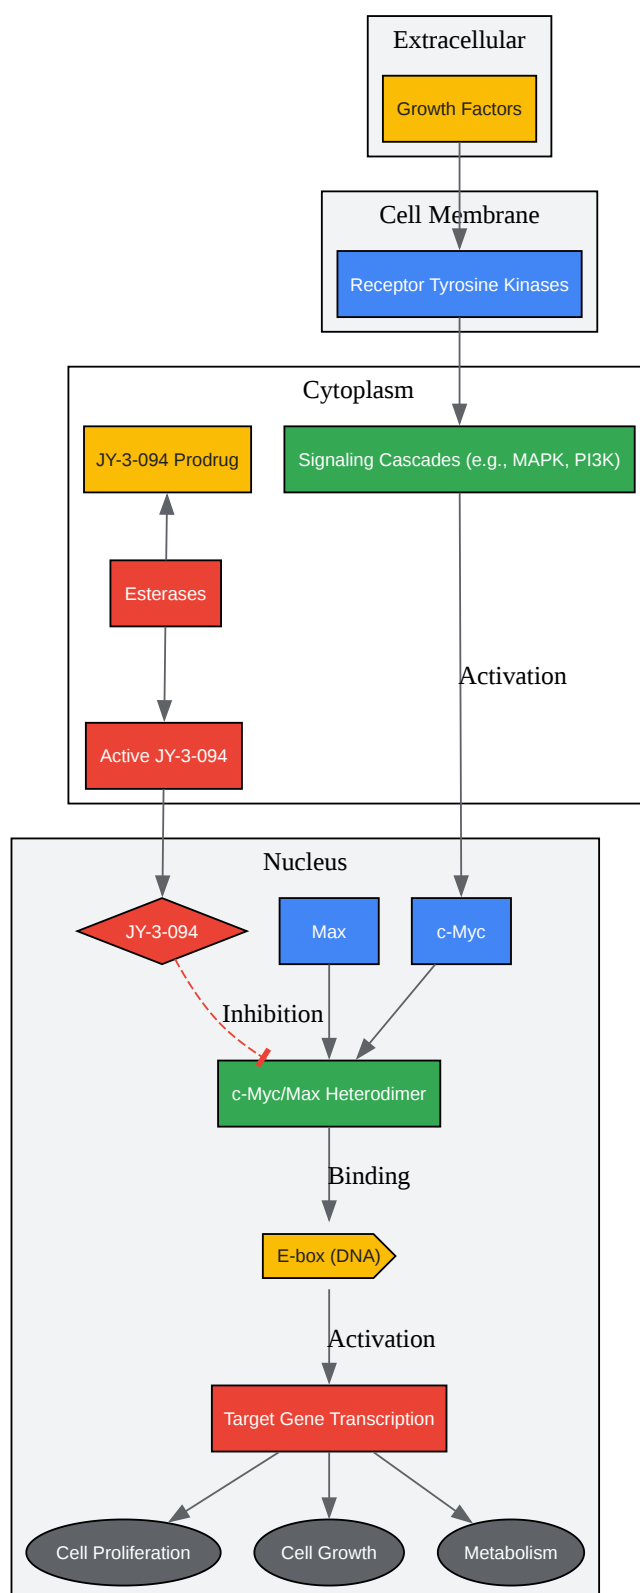 Extracellular
Growth Factors
Cell Membrane
Receptor Tyrosine Kinases
Cytoplasm
JY-3-094 Prodrug
Signaling Cascades (e.g., MAPK, PI3K)
Esterases
Activation
Active JY-3-094
Nucleus
JY-3-094
Max
c-Myc
Inhibition
c-Myc/Max Heterodimer
Binding
E-box (DNA)
Activation
Target Gene Transcription
Cell Proliferation
Cell Growth
Metabolism